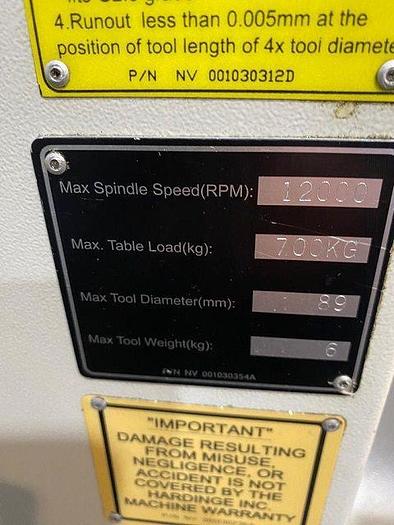 4.Runout less than 0.005mm at the
position of tool length of 4x tool diamete
P/N NV 001030312D
Max Spindle Speed(RPM): 12000
Max. Table Load(kg): 700KG
Max Tool Diameter(mm): 89
Max Tool Weight(kg): 6
P/N NV 001030354A
"IMPORTANT"
DAMAGE RESULTING
FROM MISUSE
NEGLIGENCE, OR
ACCIDENT IS NOT
COVERED BY THE
HARDINGE INC.
MACHINE WARRANTY